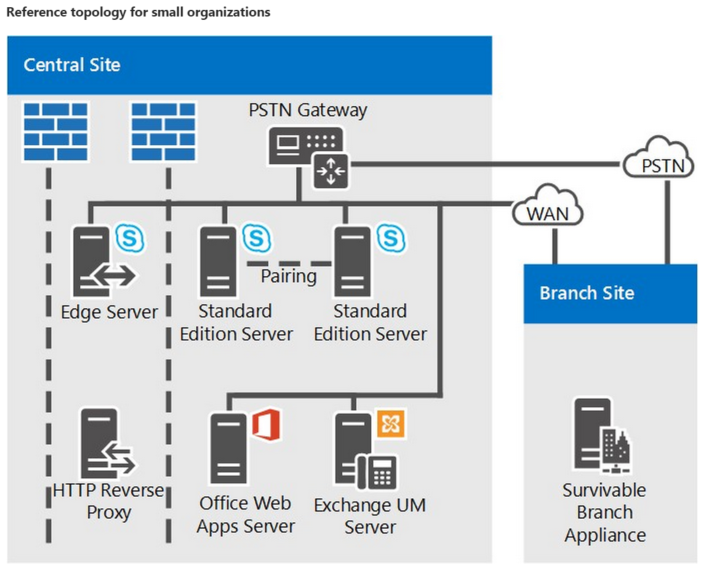 Reference topology for small organizations
Central Site
PSTN Gateway
PSTN
WAN
S
S
S
Edge Server
Pairing
Standard
Edition Server
Standard
Edition Server
Branch Site
HTTP Reverse
Proxy
Office Web
Apps Server
Exchange UM
Server
Survivable
Branch
Appliance